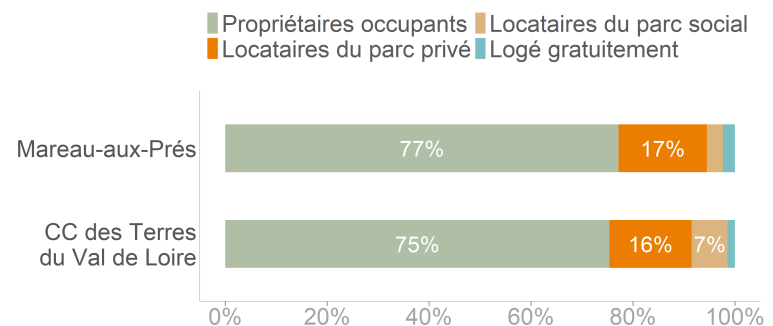 Propriétaires occupants Locataires du parc social
Locataires du parc privé Logé gratuitement
Mareau-aux-Prés 77% 17%
CC des Terres
du Val de Loire 75% 16% 7%
0% 20% 40% 60% 80% 100%